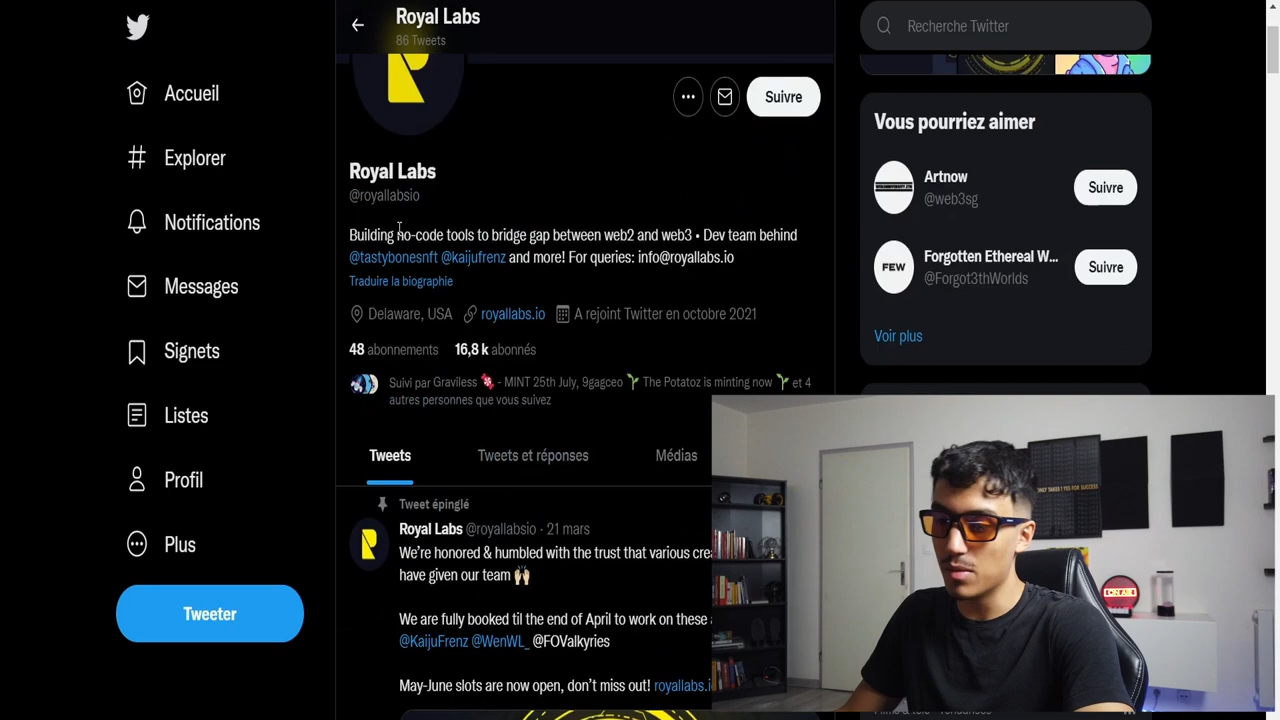 Royal Labs
86 Tweets
Recherche Twitter
Accueil
Explorer
Notifications
Messages
Signets
Listes
Profil
Plus
Tweeter
Suivre
Royal Labs
@royallabsio
Building no-code tools to bridge gap between web2 and web3 • Dev team behind
@tastybonesnft @kaijufrenz and more! For queries: info@royallabs.io
Traduire la biographie
Delaware, USA royallabs.io A rejoint Twitter en octobre 2021
48 abonnements 16,8 k abonnés
Suivi par Graviless 🍬 - MINT 25th July, 9gagceo 🌱 The Potatoz is minting now 🌱 et 4
autres personnes que vous suivez
Tweets Tweets et réponses Médias
Tweet épinglé
Royal Labs @royallabsio · 21 mars
We're honored & humbled with the trust that various
have given our team 🙌🏻
We are fully booked til the end of April to work on these
@KaijuFrenz @WenWL_ @FOValkyries
May-June slots are now open, don't miss out! royallabs.i
Vous pourriez aimer
Artnow
@web3sg
Suivre
Forgotten Ethereal W...
@Forgot3thWorlds
Suivre
FEW
Voir plus
ON AIR